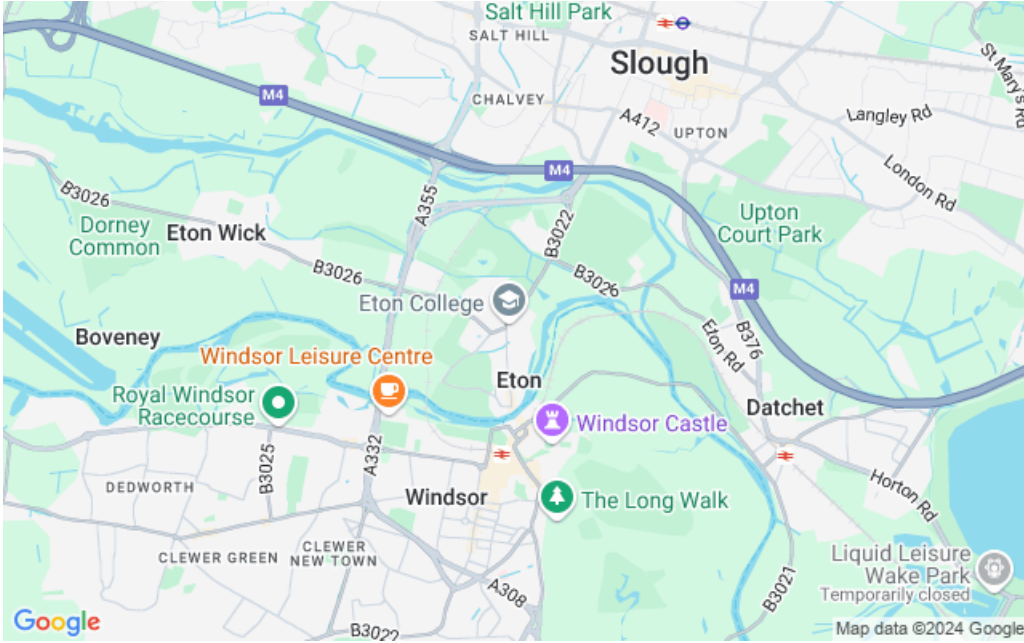 Salt Hill Park
SALT HILL
Slough
St Mary's Rd
M4
CHALVEY
A412
UPTON
Langley Rd
London Rd
M4
B3026
A355
Dorney
Common
Eton Wick
B3022
Upton
Court Park
B3026
B3026
M4
Eton College
Boveney
Eton Rd
B376
Windsor Leisure Centre
Eton
Royal Windsor
Racecourse
Datchet
Windsor Castle
A332
B3025
DEDWORTH
Windsor
The Long Walk
Horton Rd
CLEWER GREEN
CLEWER
NEW TOWN
Liquid Leisure
Wake Park
Temporarily closed
A308
B3021
B3022
Google
Map data ©2024 Google